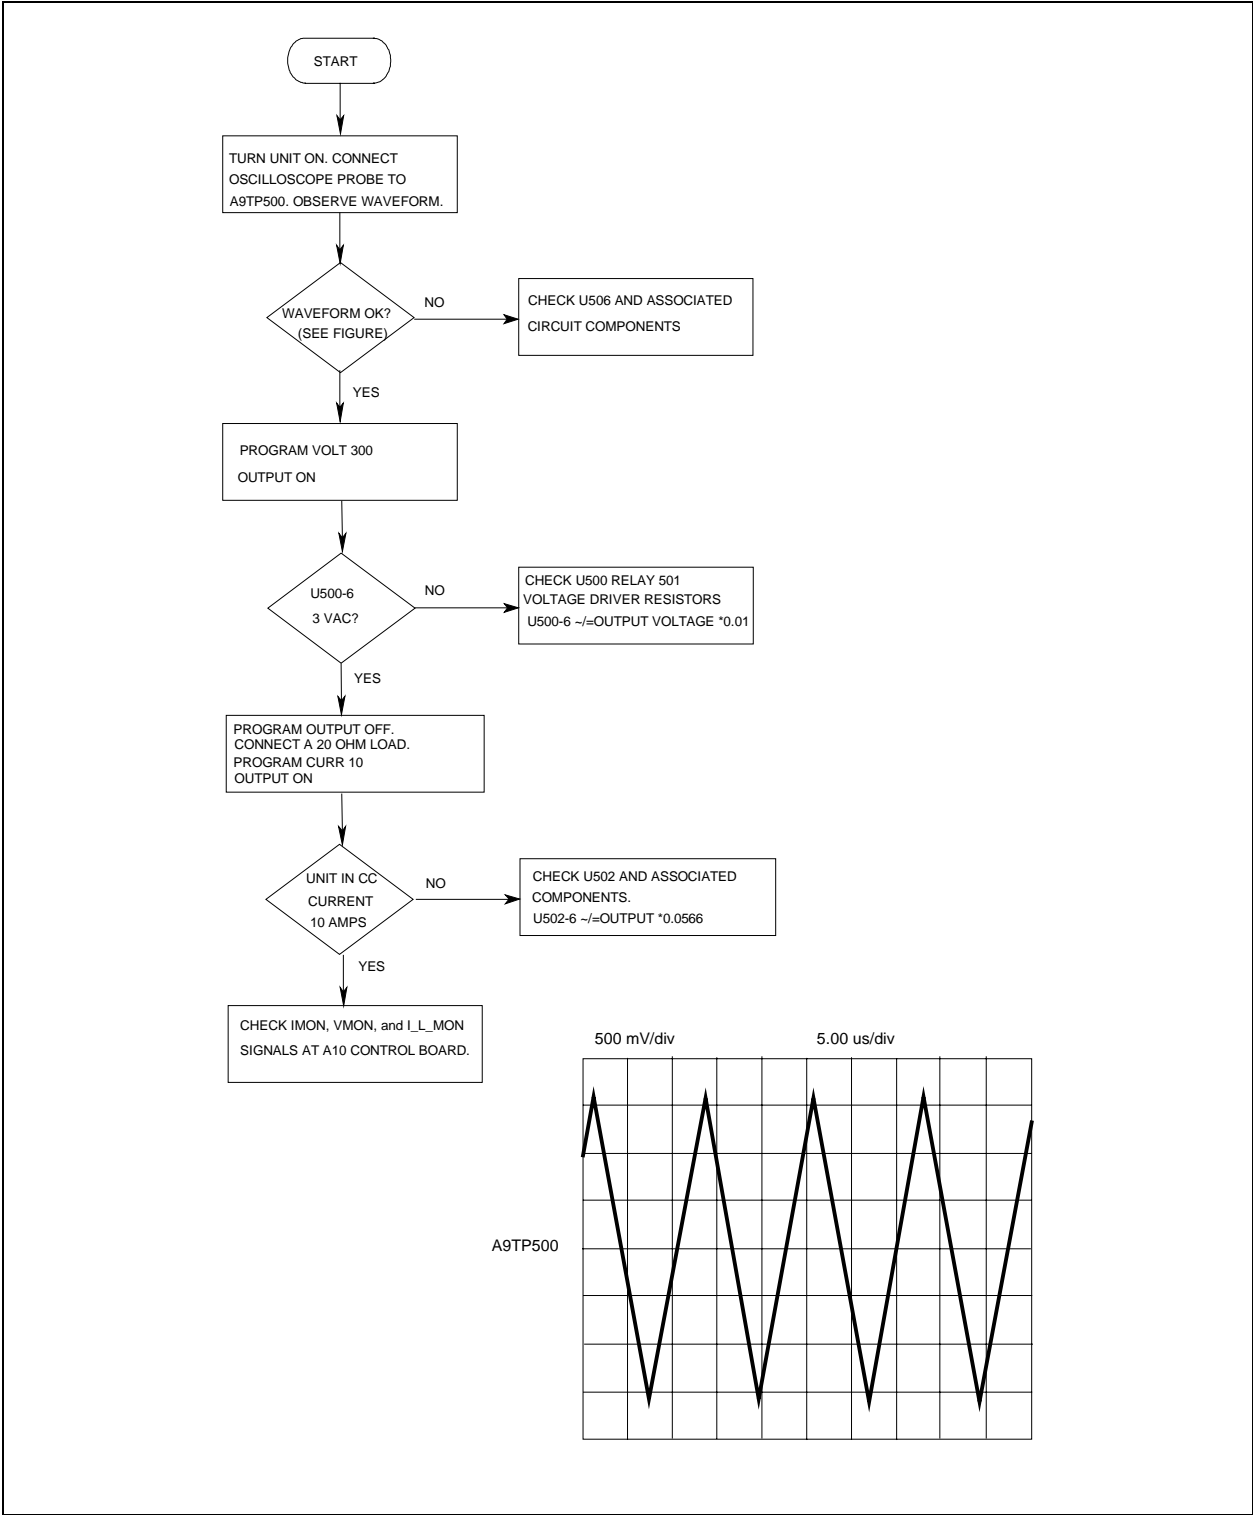 START
TURN UNIT ON. CONNECT
OSCILLOSCOPE PROBE TO
A9TP500. OBSERVE WAVEFORM.
WAVEFORM OK?
(SEE FIGURE)
NO
CHECK U506 AND ASSOCIATED
CIRCUIT COMPONENTS
YES
PROGRAM VOLT 300
OUTPUT ON
U500-6
3 VAC?
NO
CHECK U500 RELAY 501
VOLTAGE DRIVER RESISTORS
U500-6 ~/=OUTPUT VOLTAGE *0.01
YES
PROGRAM OUTPUT OFF.
CONNECT A 20 OHM LOAD.
PROGRAM CURR 10
OUTPUT ON
UNIT IN CC
CURRENT
10 AMPS
NO
CHECK U502 AND ASSOCIATED
COMPONENTS.
U502-6 ~/=OUTPUT *0.0566
YES
CHECK IMON, VMON, and I_L_MON
SIGNALS AT A10 CONTROL BOARD.
500 mV/div
5.00 us/div
A9TP500